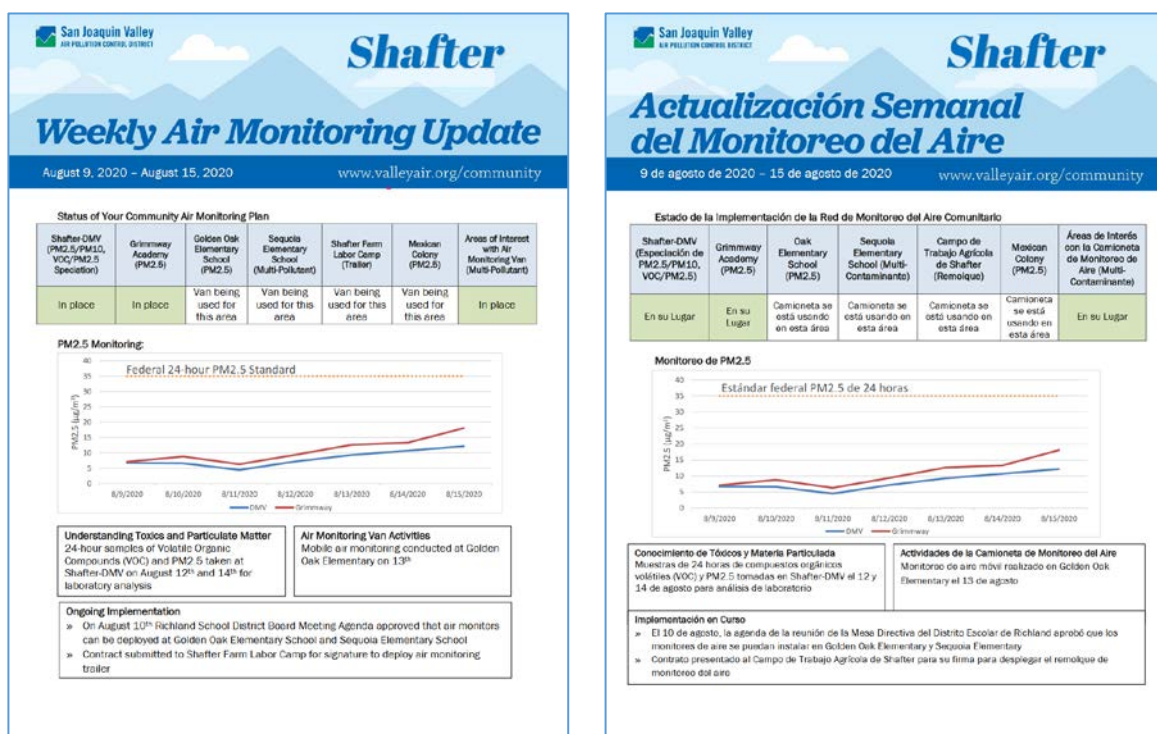 San Joaquin Valley
AIR POLLUTION CONTROL DISTRICT
Shafter
Weekly Air Monitoring Update
August 9, 2020 – August 15, 2020
www.valleyair.org/community
Status of Your Community Air Monitoring Plan
Shafter-DMV
(PM2.5/PM10,
VOC/PM2.5
Speciation)
Grimmway
Academy
(PM2.5)
Golden Oak
Elementary
School
(PM2.5)
Sequoia
Elementary
School
(Multi-Pollutant)
Shafter Farm
Labor Camp
(Trailer)
Mexican
Colony
(PM2.5)
Areas of Interest
with Air
Monitoring Van
(Multi-Pollutant)
In place
In place
Van being
used for
this area
Van being
used for this
area
Van being
used for this
area
Van being
used for
this area
In place
PM2.5 Monitoring:
Federal 24-hour PM2.5 Standard
PM2.5 (µg/m³)
40
35
30
25
20
15
10
5
0
8/9/2020
8/10/2020
8/11/2020
8/12/2020
8/13/2020
8/14/2020
8/15/2020
DMV
Grimmway
Understanding Toxics and Particulate Matter
24-hour samples of Volatile Organic
Compounds (VOC) and PM2.5 taken at
Shafter-DMV on August 12th and 14th for
laboratory analysis
Air Monitoring Van Activities
Mobile air monitoring conducted at Golden
Oak Elementary on 13th
Ongoing Implementation
» On August 10th Richland School District Board Meeting Agenda approved that air monitors
can be deployed at Golden Oak Elementary School and Sequoia Elementary School
» Contract submitted to Shafter Farm Labor Camp for signature to deploy air monitoring
trailer
San Joaquin Valley
AIR POLLUTION CONTROL DISTRICT
Shafter
Actualización Semanal
del Monitoreo del Aire
9 de agosto de 2020 – 15 de agosto de 2020
www.valleyair.org/community
Estado de la Implementación de la Red de Monitoreo del Aire Comunitario
Shafter-DMV
(Especiación de
PM2.5/PM10,
VOC/PM2.5)
Grimmway
Academy
(PM2.5)
Oak
Elementary
School
(PM2.5)
Sequoia
Elementary
School (Multi-
Contaminante)
Campo de
Trabajo Agrícola
de Shafter
(Remolque)
Mexican
Colony
(PM2.5)
Áreas de Interés
con la Camioneta
de Monitoreo de
Aire (Multi-
Contaminante)
En su Lugar
En su
Lugar
Camioneta se
está usando
en esta área
Camioneta se
está usando en
esta área
Camioneta se
está usando en
esta área
Camioneta
se está
usando en
esta área
En su Lugar
Monitoreo de PM2.5
Estándar federal PM2.5 de 24 horas
PM2.5 (µg/m³)
40
35
30
25
20
15
10
5
0
8/9/2020
8/10/2020
8/11/2020
8/12/2020
8/13/2020
8/14/2020
8/15/2020
DMV
Grimmway
Conocimiento de Tóxicos y Materia Particulada
Muestras de 24 horas de compuestos orgánicos
volátiles (VOC) y PM2.5 tomadas en Shafter-DMV el 12 y
14 de agosto para análisis de laboratorio
Actividades de la Camioneta de Monitoreo del Aire
Monitoreo de aire móvil realizado en Golden Oak
Elementary el 13 de agosto
Implementación en Curso
» El 10 de agosto, la agenda de la reunión de la Mesa Directiva del Distrito Escolar de Richland aprobó que los
monitores de aire se puedan instalar en Golden Oak Elementary y Sequoia Elementary
» Contrato presentado al Campo de Trabajo Agrícola de Shafter para su firma para desplegar el remolque de
monitoreo del aire